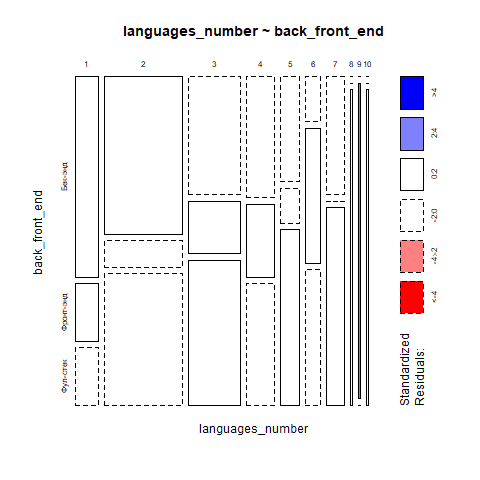 languages_number ~ back_front_end
1 2 3 4 5 6 7 8 9 10
back_front_end
Бек-энд
Фронт-энд
Фул-стек
languages_number
Standardized
Residuals:
<-4
-4:-2
-2:0
0:2
2:4
>4